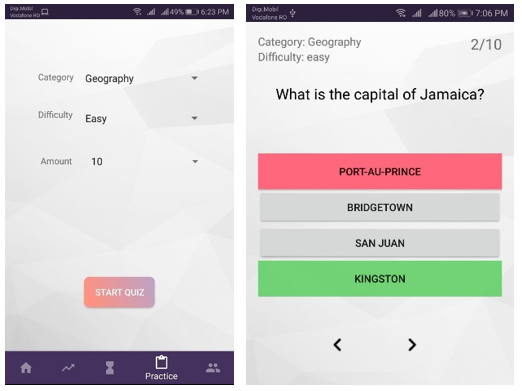 Digi.Mobil
Vodafone RO
49%
6:23 PM
Category
Geography
Difficulty
Easy
Amount
10
START QUIZ
Practice
Digi.Mobil
Vodafone RO
80%
7:06 PM
Category: Geography
2/10
Difficulty: easy
What is the capital of Jamaica?
PORT-AU-PRINCE
BRIDGETOWN
SAN JUAN
KINGSTON